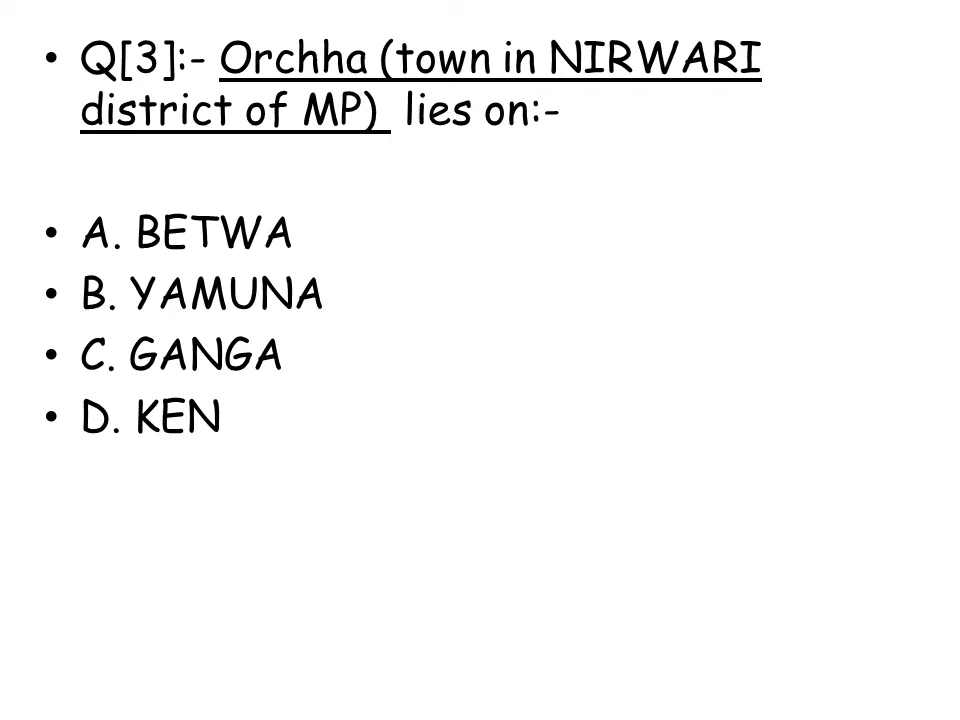 • Q[3]:- Orchha (town in NIRWARI
district of MP) lies on:-
• A. BETWA
• B. YAMUNA
• C. GANGA
• D. KEN